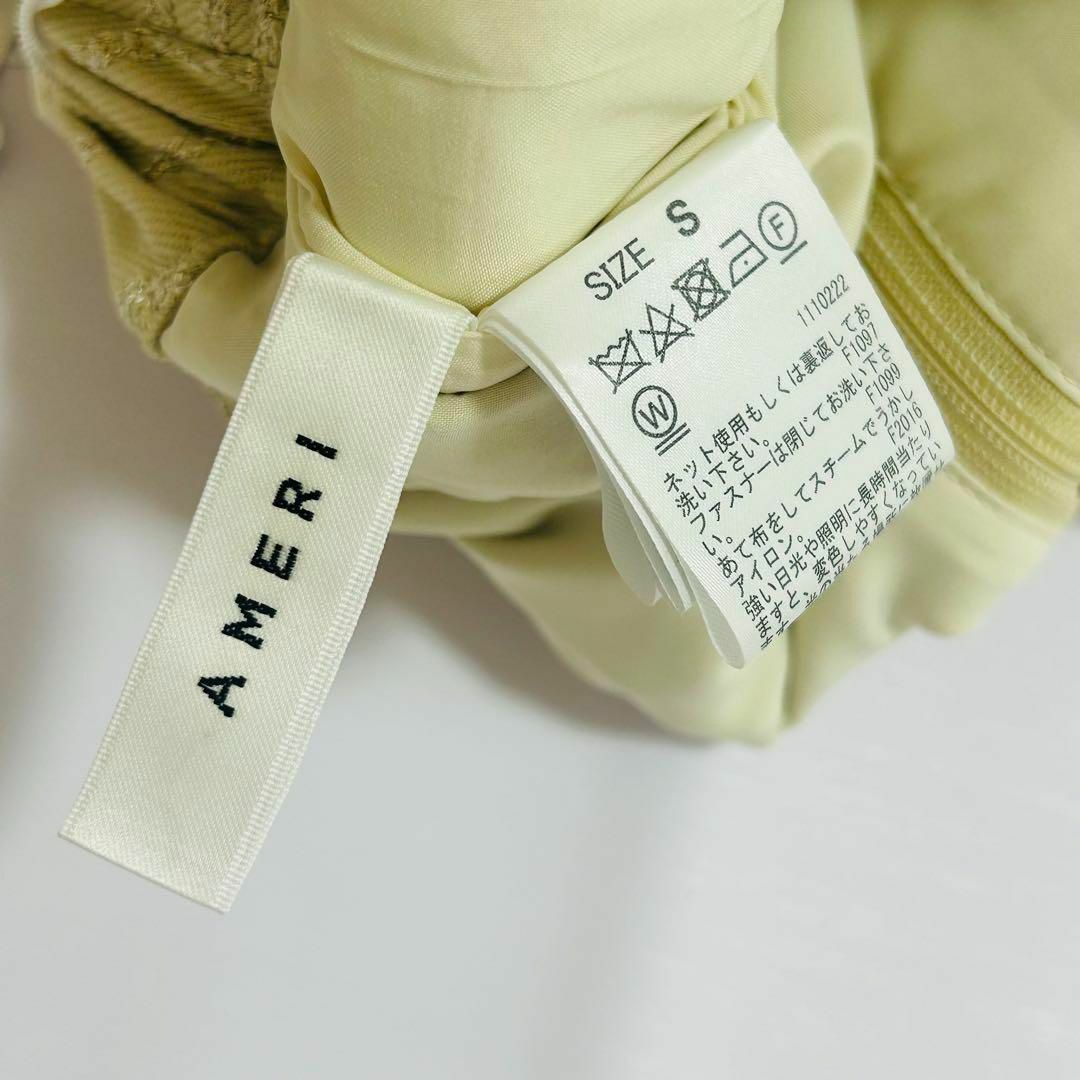 AMERI
SIZE S
F
W
1110222
ネット使用もしくは裏返してお
洗い下さい。 F1097
ファスナーは閉じてお洗い下さ
い。 F1099
あて布をしてスチームでうかし
アイロン。 F2016
強い日光や照明に長時間当たり
ますと、変色しやすくなってい
ます。